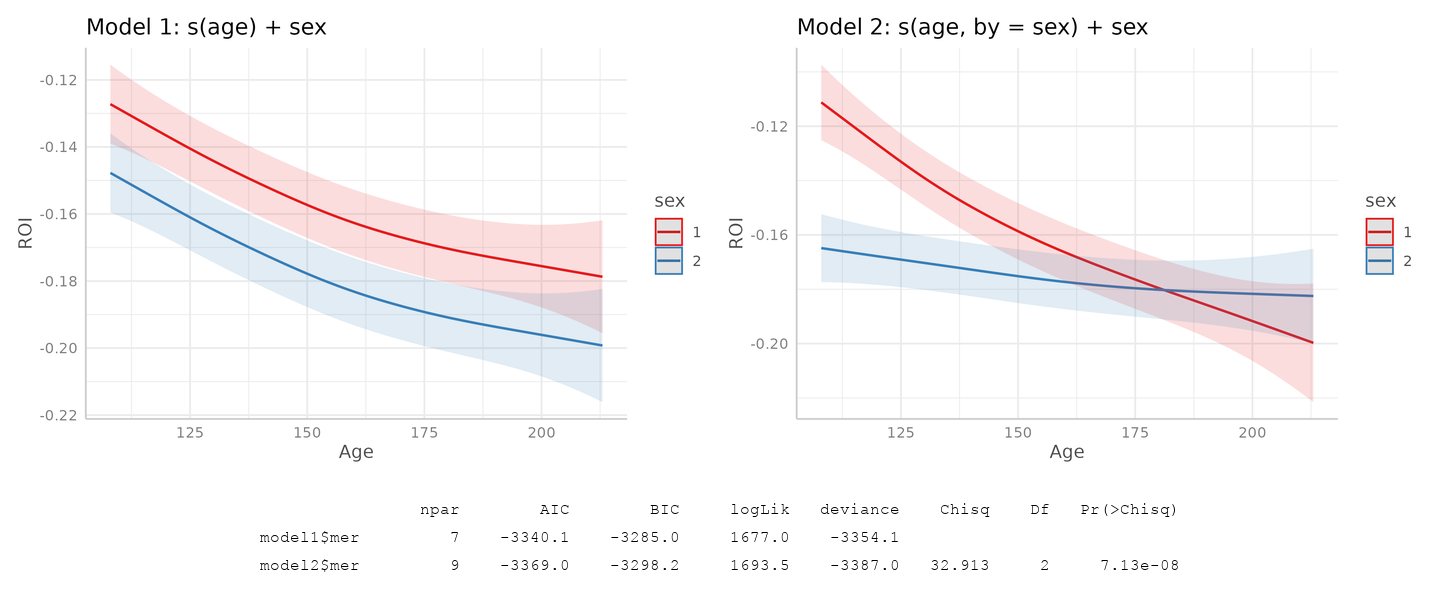 Model 1: s(age) + sex
-0.12
-0.14
-0.16
-0.18
-0.20
-0.22
ROI
125 150 175 200
Age
sex
1
2
Model 2: s(age, by = sex) + sex
-0.12
-0.16
-0.20
ROI
125 150 175 200
Age
sex
1
2
npar AIC BIC logLik deviance Chisq Df Pr(>Chisq)
model1$mer 7 -3340.1 -3285.0 1677.0 -3354.1
model2$mer 9 -3369.0 -3298.2 1693.5 -3387.0 32.913 2 7.13e-08